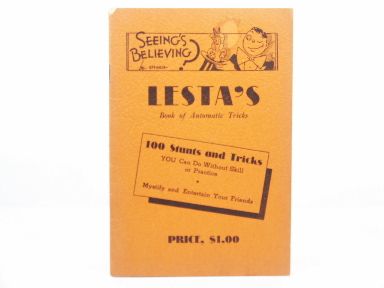 SEEING'S
BELIEVING?
LESTA'S
Book of Automatic Tricks
100 Stunts and Tricks
YOU Can Do Without Skill
or Practice
Mystify and Entertain Your Friends
PRICE, $1.00